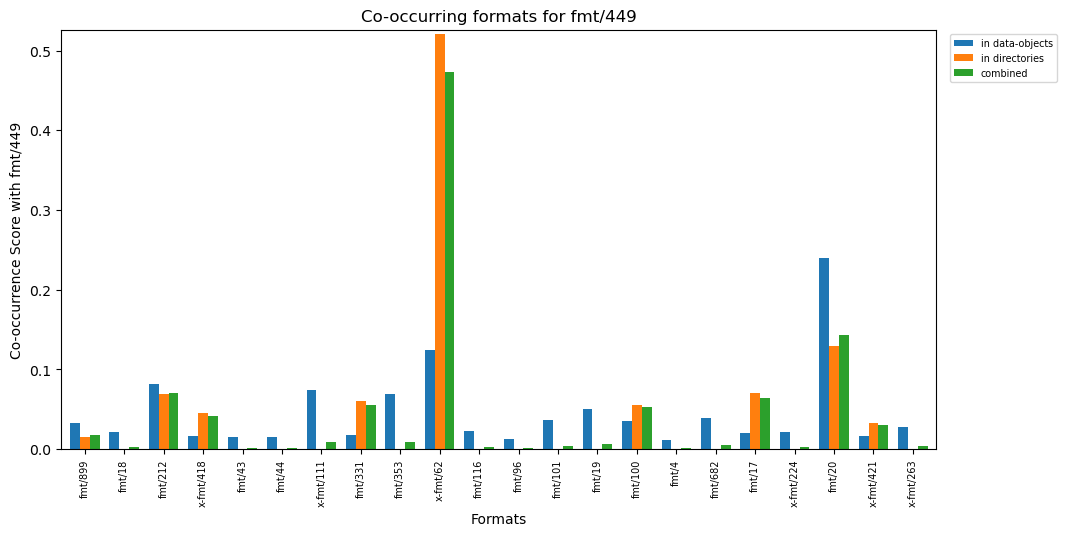 Co-occurring formats for fmt/449
in data-objects
in directories
combined
Co-occurrence Score with fmt/449
0.5
0.4
0.3
0.2
0.1
0.0
fmt/899
fmt/18
fmt/212
x-fmt/418
fmt/43
fmt/44
x-fmt/111
fmt/331
fmt/353
x-fmt/62
fmt/116
fmt/96
fmt/101
fmt/19
fmt/100
fmt/4
fmt/682
fmt/17
x-fmt/224
fmt/20
x-fmt/421
x-fmt/263
Formats